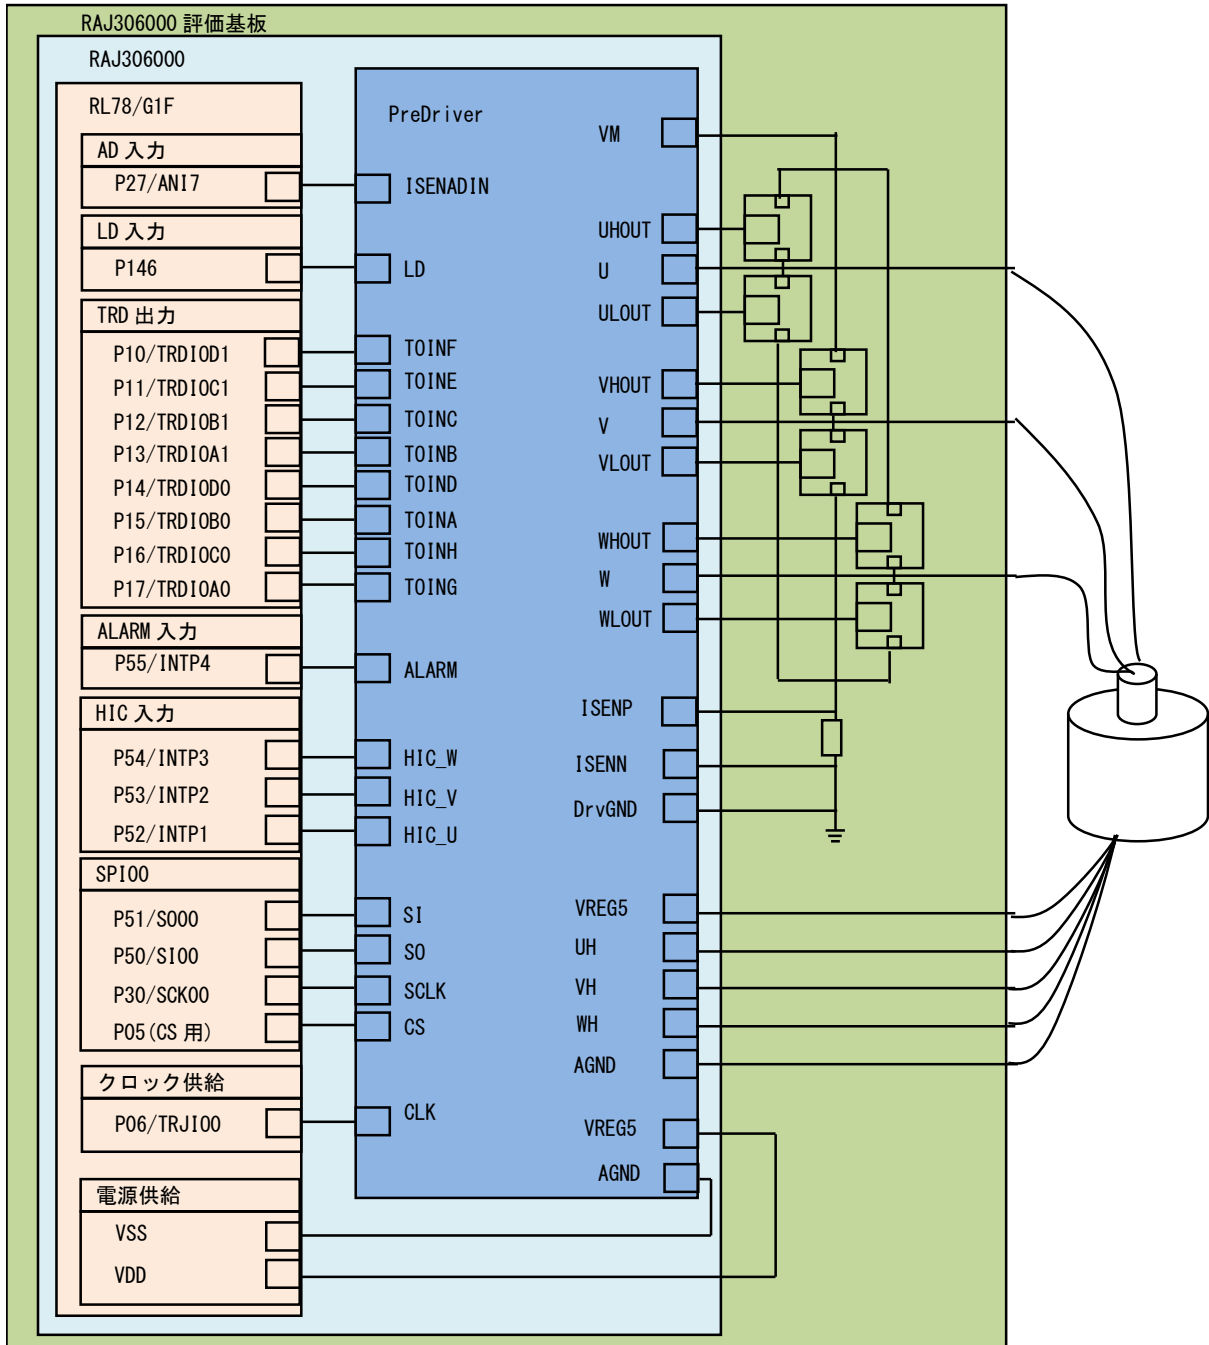 RAJ306000 評価基板
RAJ306000
RL78/G1F
AD 入力
P27/ANI7
LD 入力
P146
TRD 出力
P10/TRDIOD1
P11/TRDIOC1
P12/TRDIOB1
P13/TRDIOA1
P14/TRDIOD0
P15/TRDIOB0
P16/TRDIOC0
P17/TRDIOA0
ALARM 入力
P55/INTP4
HIC 入力
P54/INTP3
P53/INTP2
P52/INTP1
SPI00
P51/SO00
P50/SI00
P30/SCK00
P05(CS 用)
クロック供給
P06/TRJIO0
電源供給
VSS
VDD
PreDriver
ISENADIN
LD
TOINF
TOINE
TOINC
TOINB
TOIND
TOINA
TOINH
TOING
ALARM
HIC_W
HIC_V
HIC_U
SI
SO
SCLK
CS
CLK
VM
UHOUT
U
ULOUT
VHOUT
V
VLOUT
WHOUT
W
WLOUT
ISENP
ISENN
DrvGND
VREG5
UH
VH
WH
AGND
VREG5
AGND